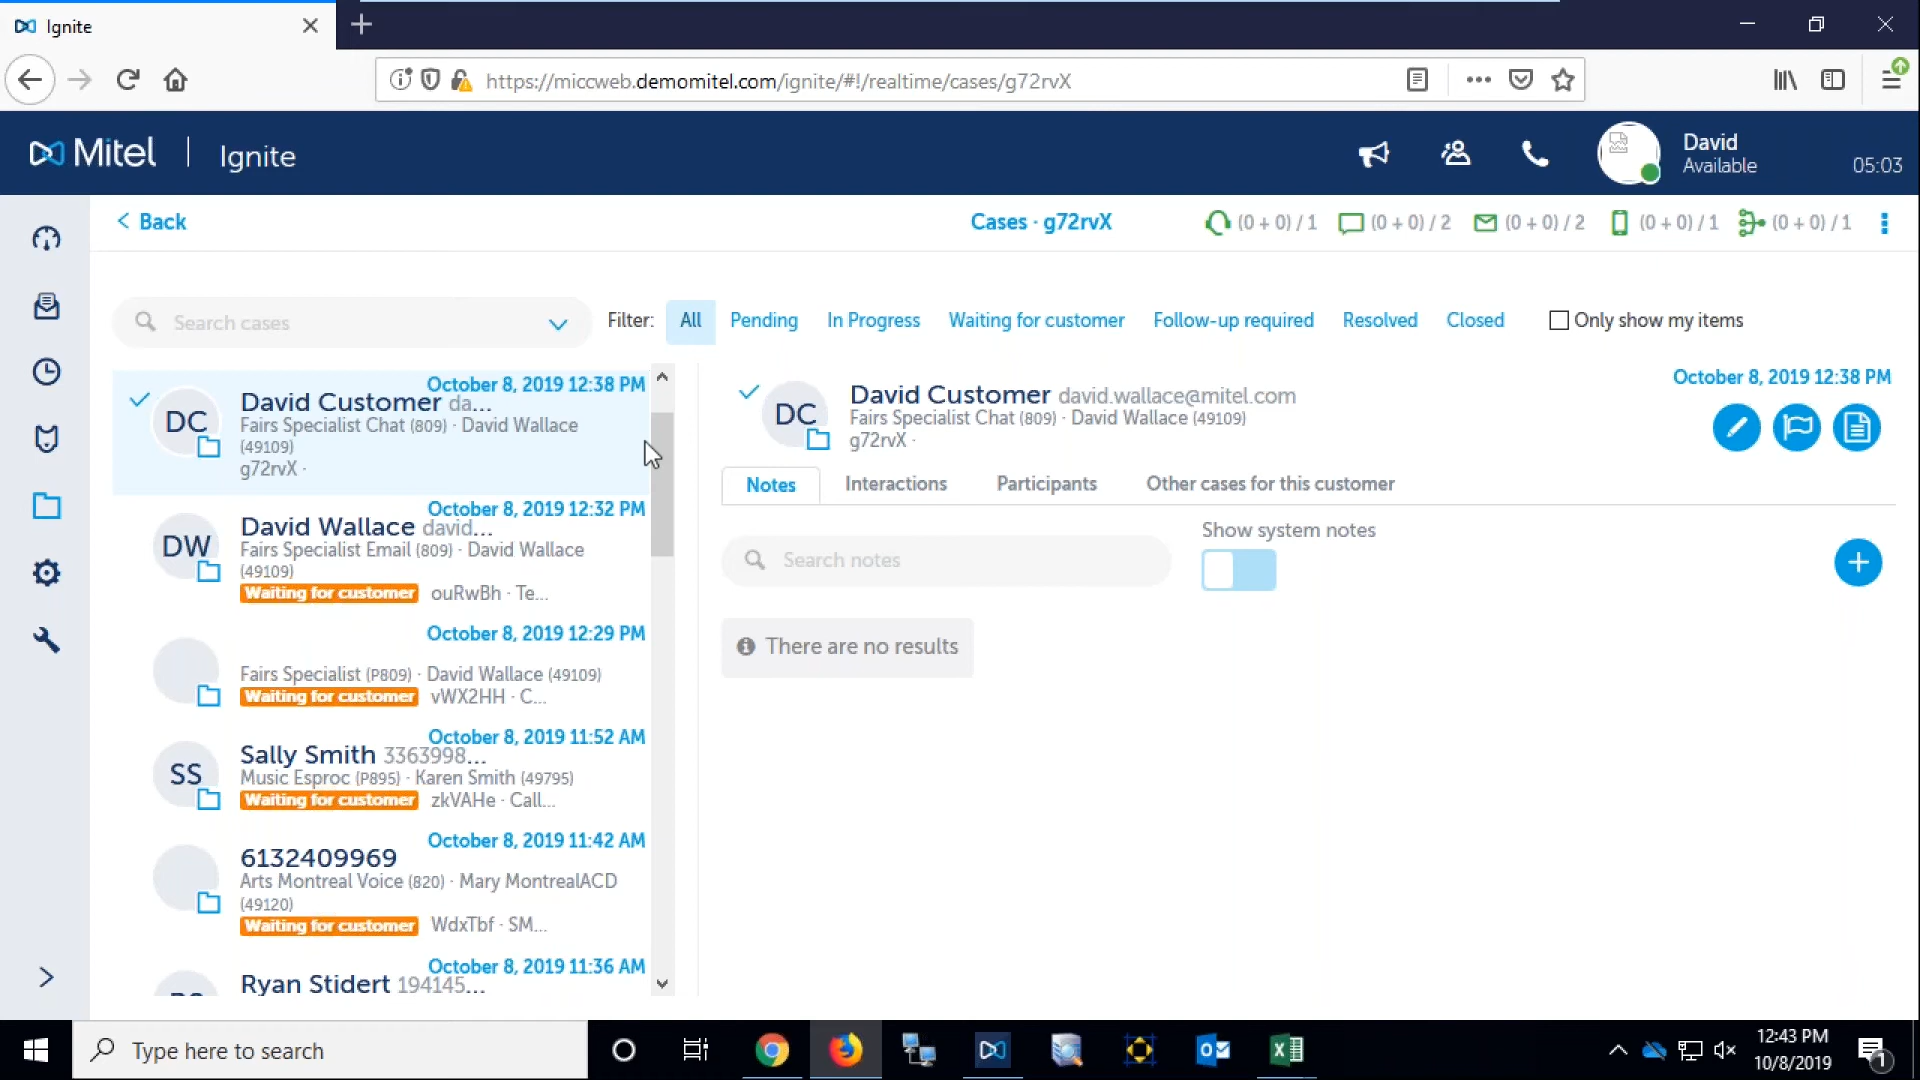 Ignite
https://miccweb.demomitel.com/ignite/#!/realtime/cases/g72rvX
Mitel | Ignite
David
Available
05:03
< Back
Cases · g72rvX
(0 + 0) / 1
(0 + 0) / 2
(0 + 0) / 2
(0 + 0) / 1
(0 + 0) / 1
Search cases
Filter: All Pending In Progress Waiting for customer Follow-up required Resolved Closed Only show my items
October 8, 2019 12:38 PM
David Customer da...
Fairs Specialist Chat (809) · David Wallace
(49109)
g72rvX ·
DC
October 8, 2019 12:32 PM
David Wallace david...
Fairs Specialist Email (809) · David Wallace
(49109)
Waiting for customer ouRwBh · Te...
DW
October 8, 2019 12:29 PM
Fairs Specialist (P809) · David Wallace (49109)
Waiting for customer vWX2HH · C...
October 8, 2019 11:52 AM
Sally Smith 3363998...
Music Esproc (P895) · Karen Smith (49795)
Waiting for customer zkVAHe · Call...
SS
October 8, 2019 11:42 AM
6132409969
Arts Montreal Voice (820) · Mary MontrealACD
(49120)
Waiting for customer WdxTbf · SM...
October 8, 2019 11:36 AM
Ryan Stidert 194145...
October 8, 2019 12:38 PM
DC
David Customer david.wallace@mitel.com
Fairs Specialist Chat (809) · David Wallace (49109)
g72rvX ·
Notes Interactions Participants Other cases for this customer
Show system notes
Search notes
There are no results
Type here to search
12:43 PM
10/8/2019
1